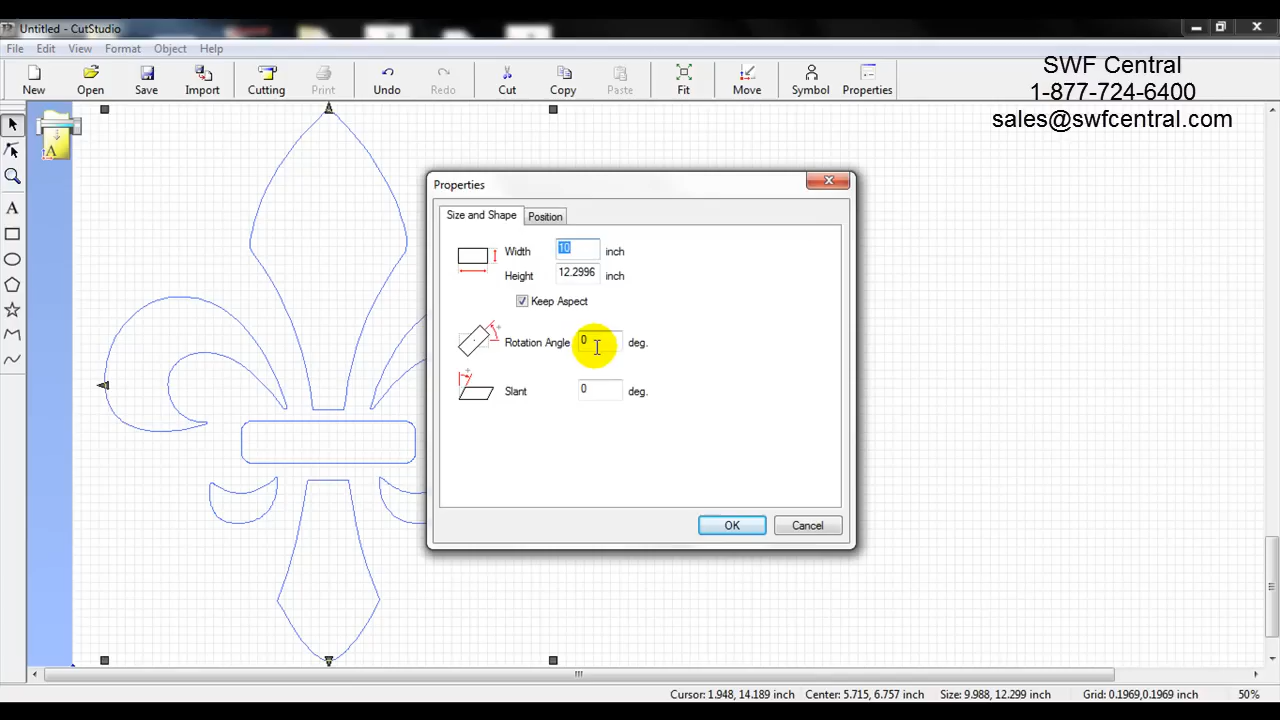 Untitled - CutStudio
File Edit View Format Object Help
SWF Central
1-877-724-6400
sales@swfcentral.com
New Open Save Import Cutting Print Undo Redo Cut Copy Paste Fit Move Symbol Properties
A
A
Properties
Size and Shape Position
Width 10 inch
Height 12.2996 inch
Keep Aspect
Rotation Angle 0 deg.
Slant 0 deg.
OK Cancel
Cursor: 1.948, 14.189 inch Center: 5.715, 6.757 inch Size: 9.988, 12.299 inch Grid: 0.1969,0.1969 inch 50%